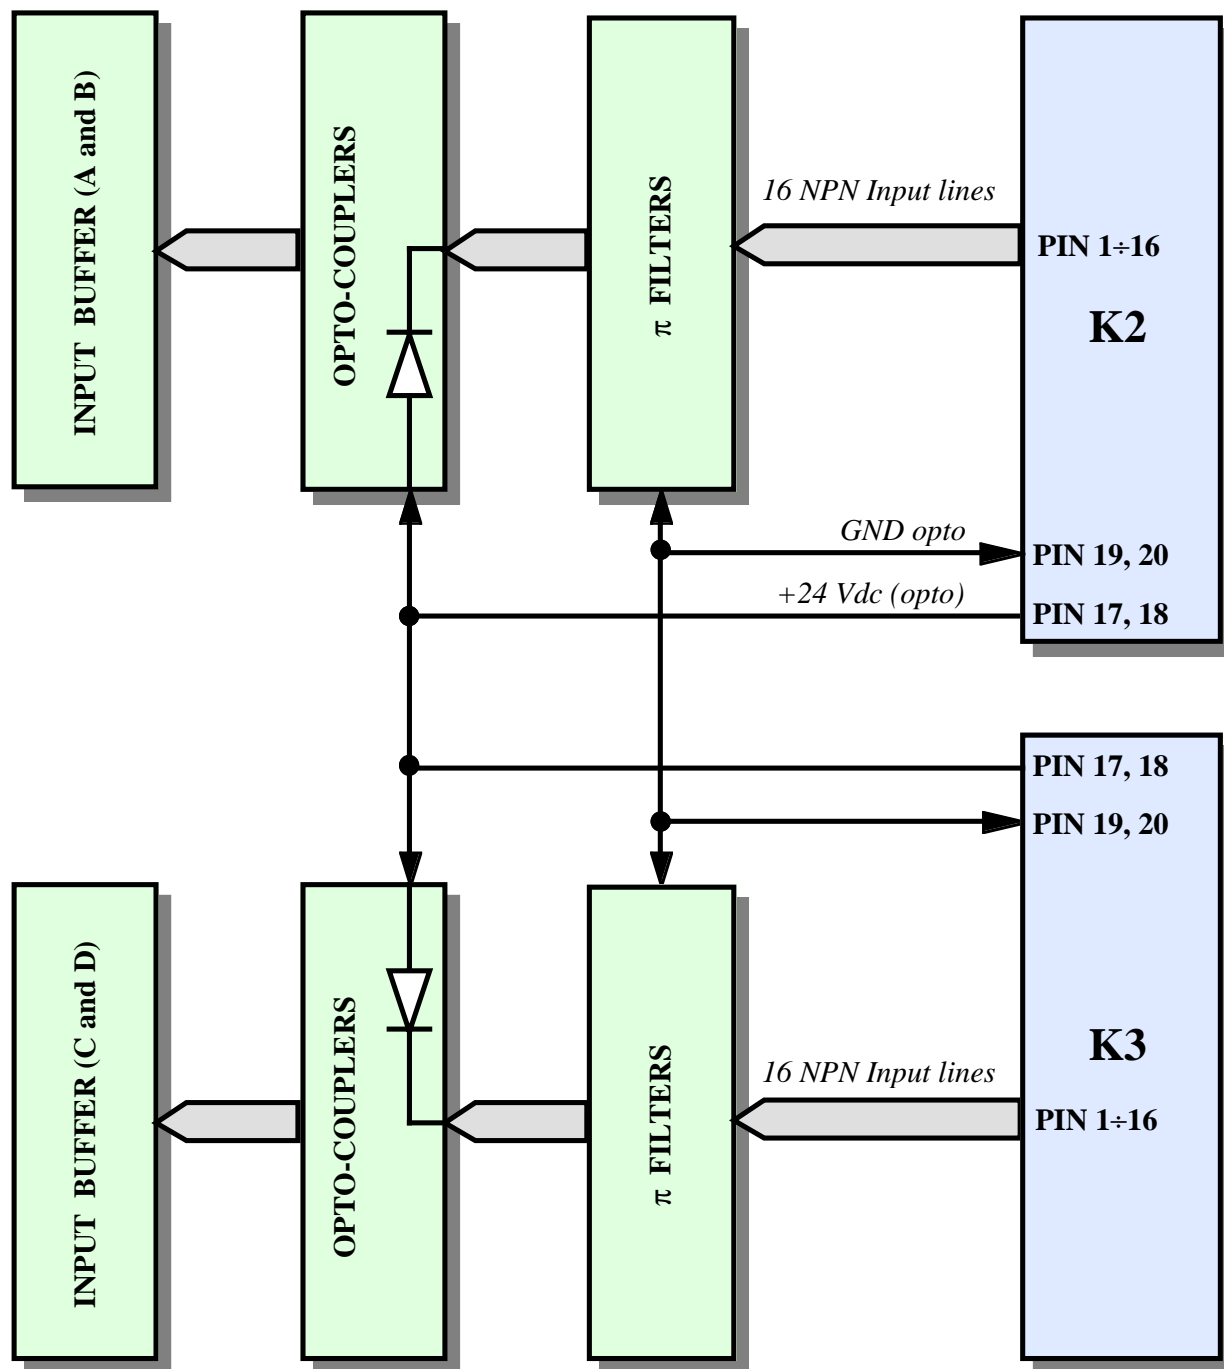 INPUT BUFFER (A and B)
OPTO-COUPLERS
π FILTERS
16 NPN Input lines
PIN 1÷16
K2
GND opto
PIN 19, 20
+24 Vdc (opto)
PIN 17, 18
PIN 17, 18
PIN 19, 20
INPUT BUFFER (C and D)
OPTO-COUPLERS
π FILTERS
16 NPN Input lines
K3
PIN 1÷16